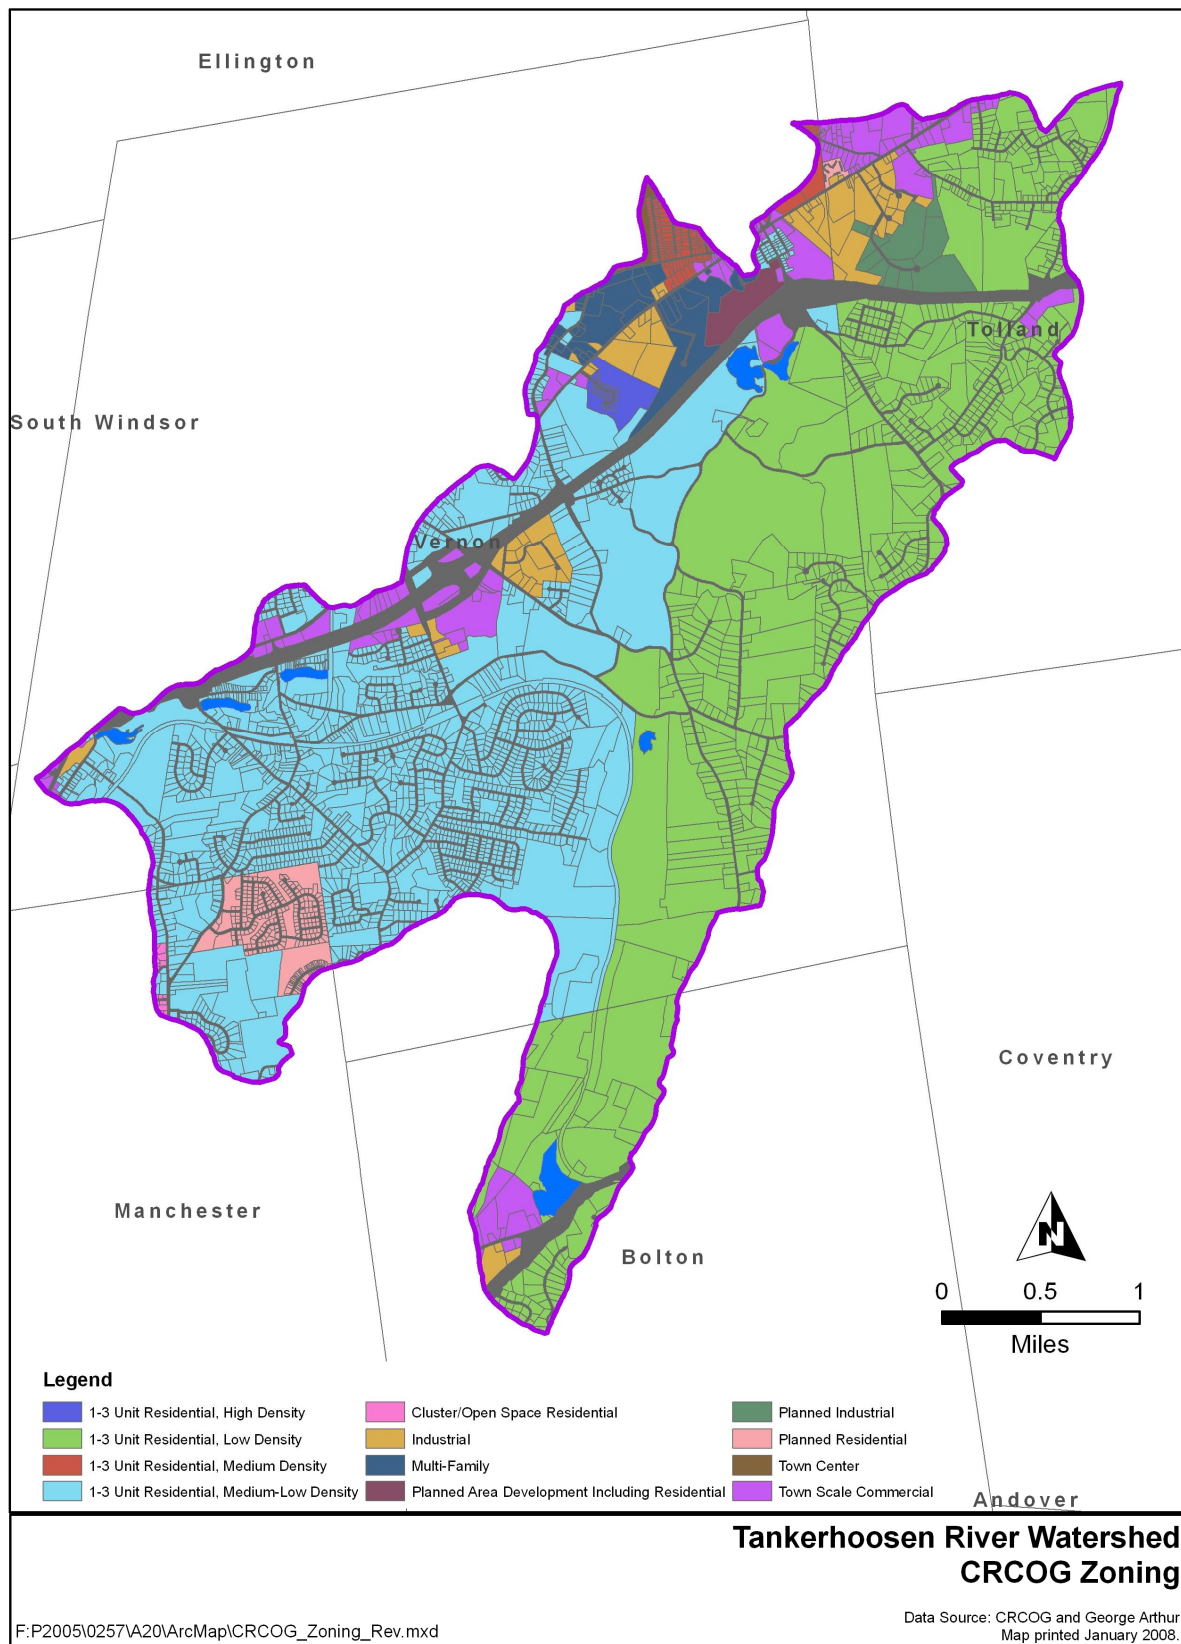 Ellington
Tolland
South Windsor
Vernon
Coventry
Manchester
Bolton
N
0 0.5 1
Miles
Legend
1-3 Unit Residential, High Density
1-3 Unit Residential, Low Density
1-3 Unit Residential, Medium Density
1-3 Unit Residential, Medium-Low Density
Cluster/Open Space Residential
Industrial
Multi-Family
Planned Area Development Including Residential
Planned Industrial
Planned Residential
Town Center
Town Scale Commercial
Andover
Tankerhoosen River Watershed
CRCOG Zoning
F:P2005\0257\A20\ArcMap\CRCOG_Zoning_Rev.mxd
Data Source: CRCOG and George Arthur
Map printed January 2008.